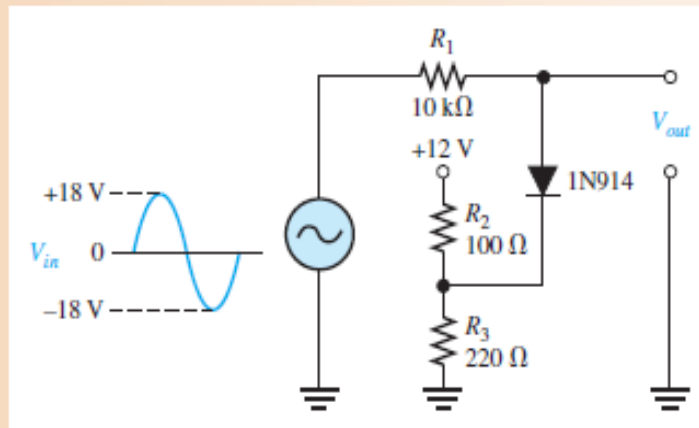 R1
10 kΩ
+12 V
Vout
1N914
+18 V
R2
100 Ω
Vin 0
–18 V
R3
220 Ω